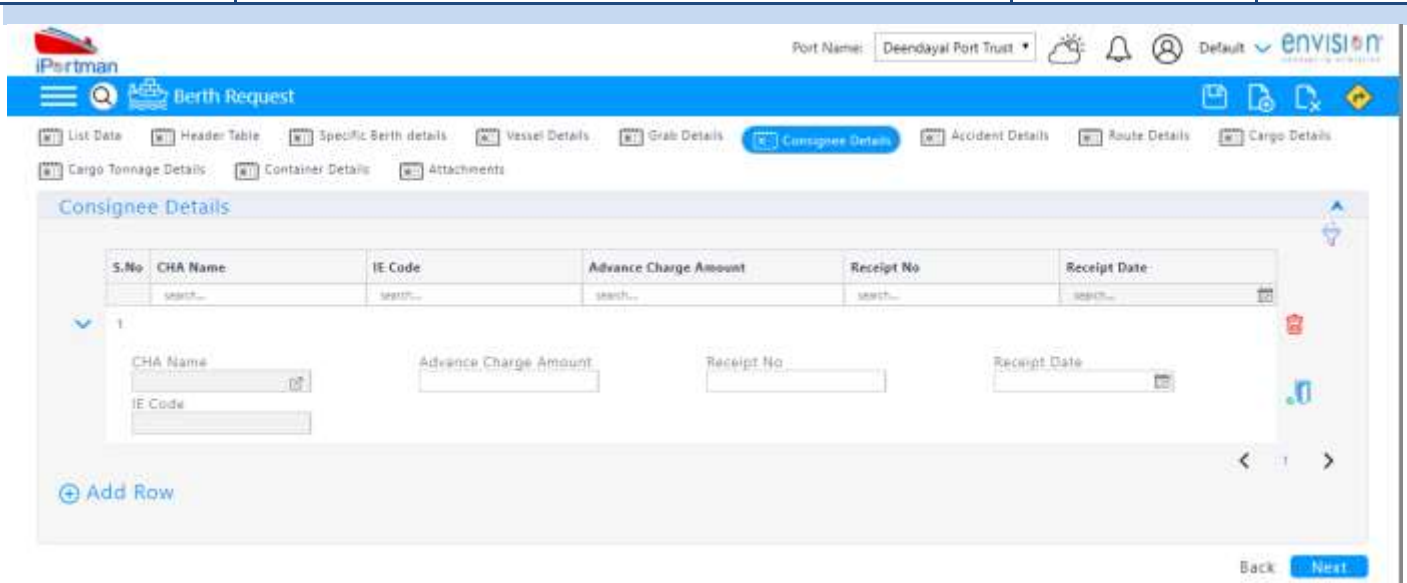 Port Name: Deendayal Port Trust Default envision
iPortman
Berth Request
List Data Header Table Specific Berth details Vessel Details Grab Details Consignee Details Accident Details Route Details Cargo Details
Cargo Tonnage Details Container Details Attachments
Consignee Details
S.No CHA Name IE Code Advance Charge Amount Receipt No Receipt Date
search... search... search... search... search...
1
CHA Name Advance Charge Amount Receipt No Receipt Date
IE Code
1
Add Row
Back Next